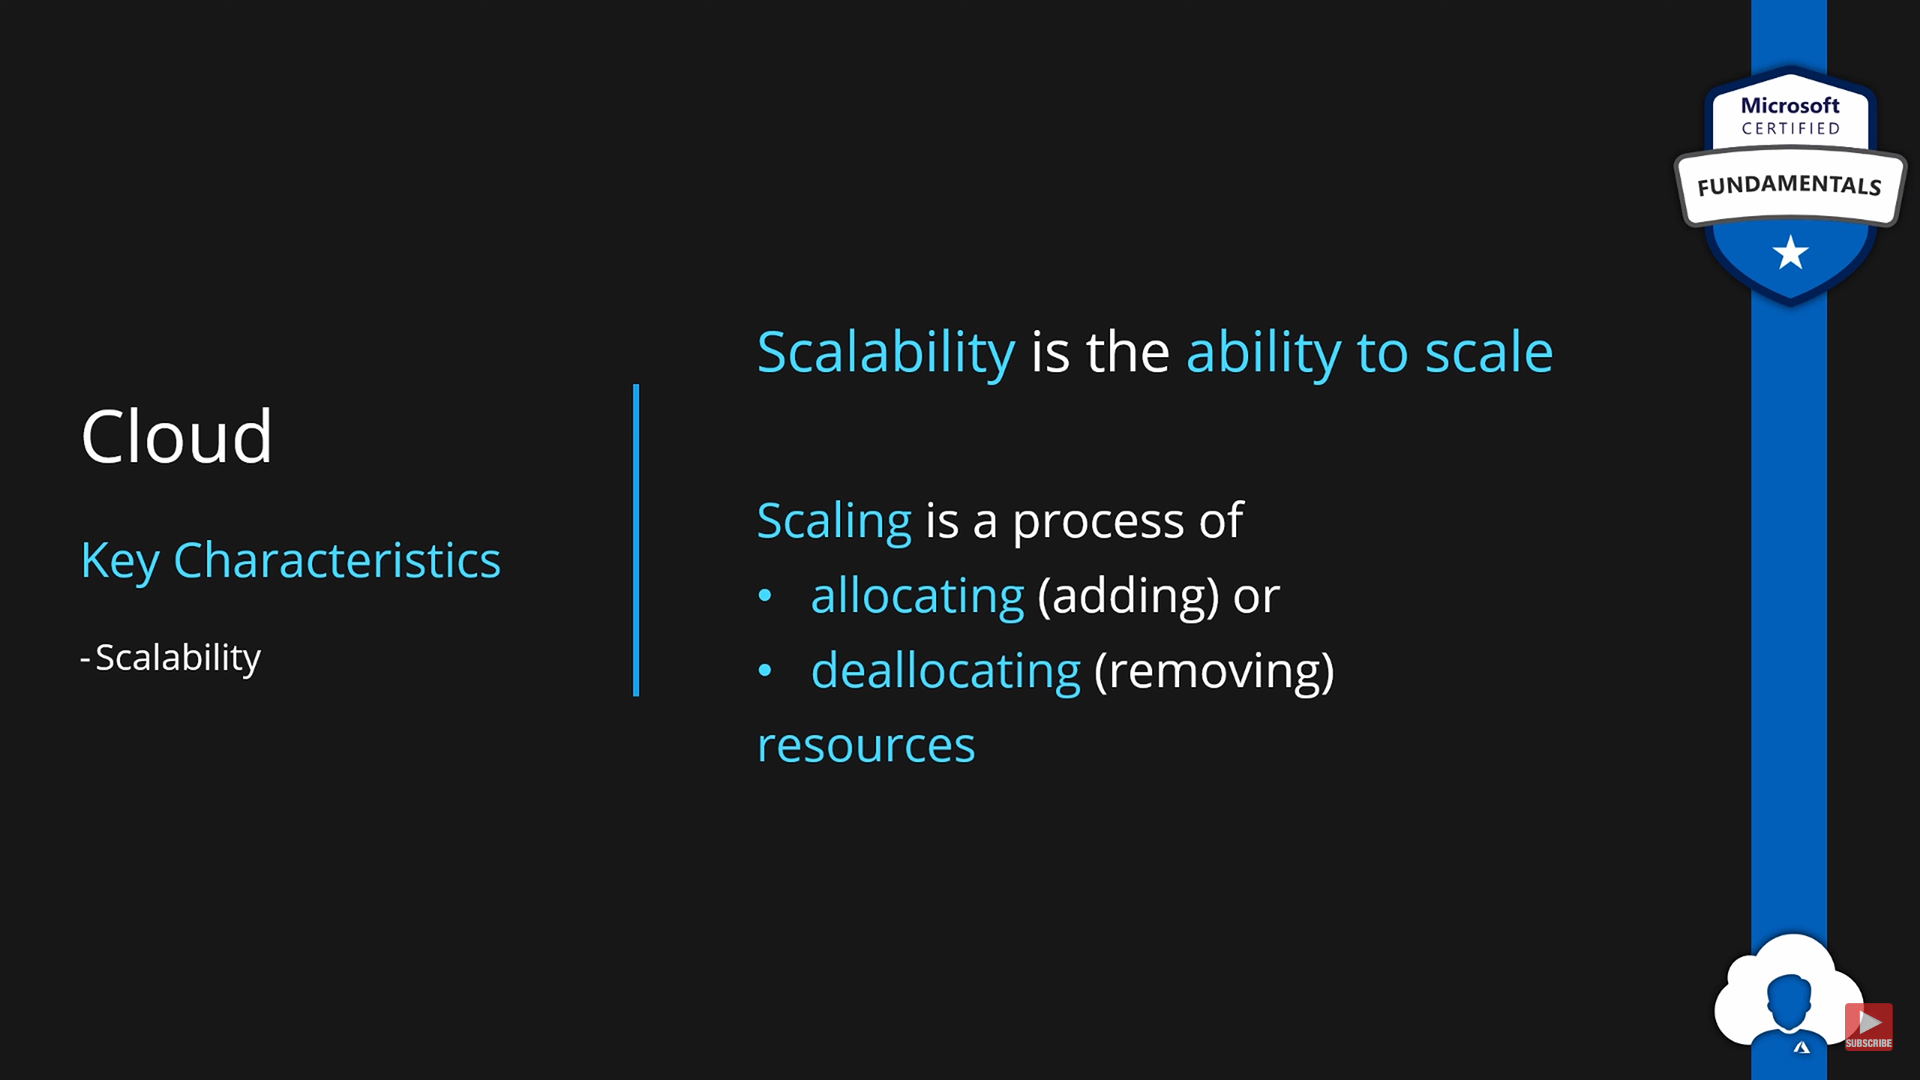 Microsoft
CERTIFIED
FUNDAMENTALS
Cloud
Key Characteristics
- Scalability
Scalability is the ability to scale
Scaling is a process of
• allocating (adding) or
• deallocating (removing)
resources
SUBSCRIBE